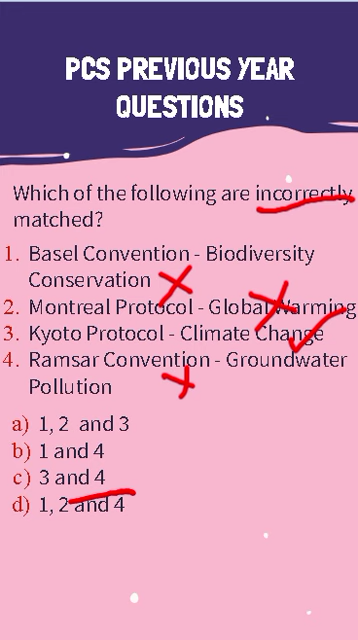 PCS PREVIOUS YEAR
QUESTIONS
Which of the following are incorrectly
matched?
1. Basel Convention - Biodiversity
Conservation
2. Montreal Protocol - Global Warming
3. Kyoto Protocol - Climate Change
4. Ramsar Convention - Groundwater
Pollution
a) 1, 2 and 3
b) 1 and 4
c) 3 and 4
d) 1, 2 and 4